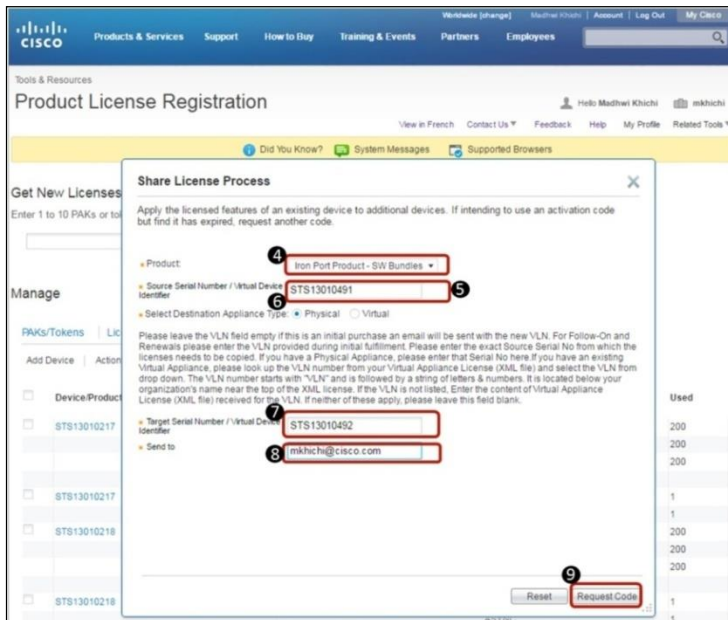 Worldwide [change] Madhwi Khichi Account Log Out My Cisco
CISCO Products & Services Support How to Buy Training & Events Partners Employees
Tools & Resources
Product License Registration
Hello Madhwi Khichi mkhichi
View in French Contact Us Feedback Help My Profile Related Tools
Did You Know? System Messages Supported Browsers
Share License Process
Get New Licenses
Apply the licensed features of an existing device to additional devices. If intending to use an activation code
but find it has expired, request another code.
Enter 1 to 10 PAKs or tok
4
Product: Iron Port Product - SW Bundles
Source Serial Number / Virtual Device
Identifier
STS13010491 5
6
Select Destination Appliance Type: Physical Virtual
Manage
Please leave the VLN field empty if this is an initial purchase an email will be sent with the new VLN. For Follow-On and
Renewals please enter the VLN provided during initial fulfillment. Please enter the exact Source Serial No from which the
licenses needs to be copied. If you have a Physical Appliance, please enter that Serial No here.If you have an existing
Virtual Appliance, please look up the VLN number from your Virtual Appliance License (XML file) and select the VLN from
drop down. The VLN number starts with "VLN" and is followed by a string of letters & numbers. It is located below your
organization's name near the top of the XML license. If the VLN is not listed, Enter the content of Virtual Appliance
License (XML file) received for the VLN. If neither of these apply, please leave this field blank.
PAKs/Tokens Lic
Add Device Action
Device/Product Used
7
Target Serial Number / Virtual Device
Identifier
STS13010492
Send to
8 mkhichi@cisco.com
STS13010217 200
200
200
STS13010217 1
1
STS13010218 200
200
200
9
Reset Request Code
STS13010218 1
1